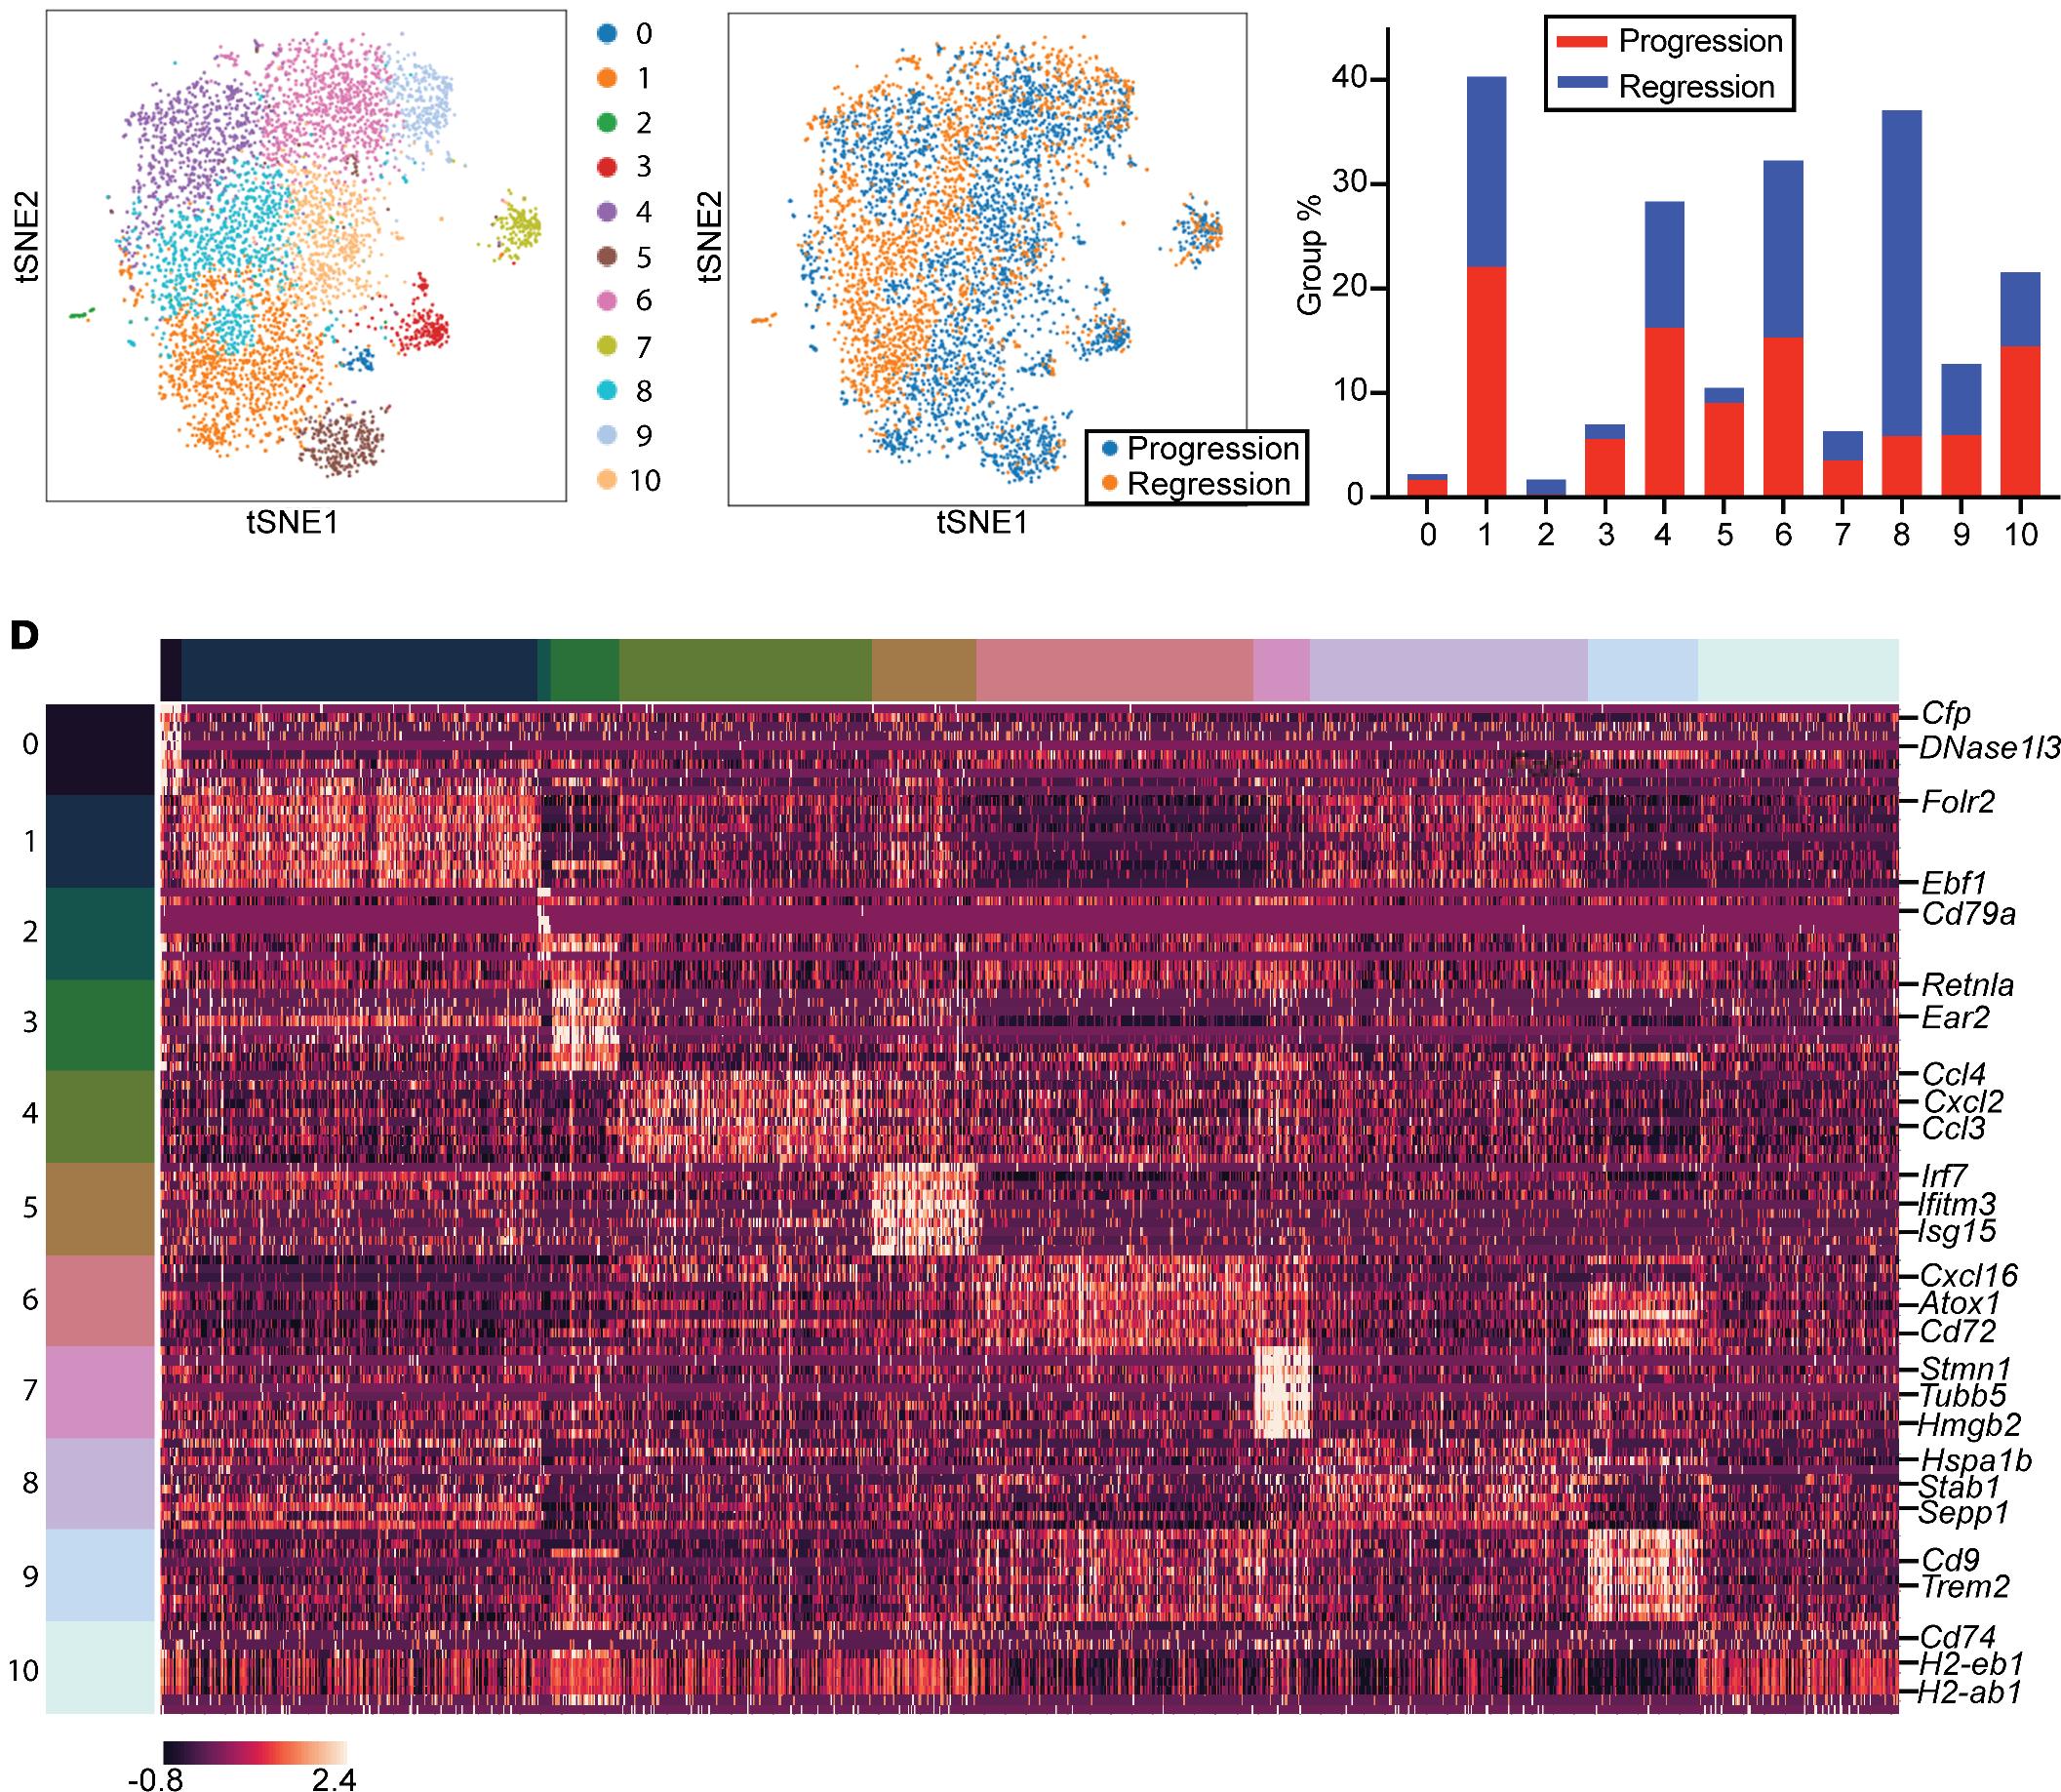 tSNE2
tSNE1
0
1
2
3
4
5
6
7
8
9
10
tSNE2
tSNE1
Progression
Regression
Progression
Regression
Group %
40
30
20
10
0
0 1 2 3 4 5 6 7 8 9 10
D
0
1
2
3
4
5
6
7
8
9
10
Cfp
DNase1l3
Folr2
Folr2
Ebf1
Cd79a
Retnla
Ear2
Ccl4
Cxcl2
Ccl3
Irf7
Ifitm3
Isg15
Cxcl16
Atox1
Cd72
Stmn1
Tubb5
Hmgb2
Hspa1b
Stab1
Sepp1
Cd9
Trem2
Cd74
H2-eb1
H2-ab1
-0.8 2.4